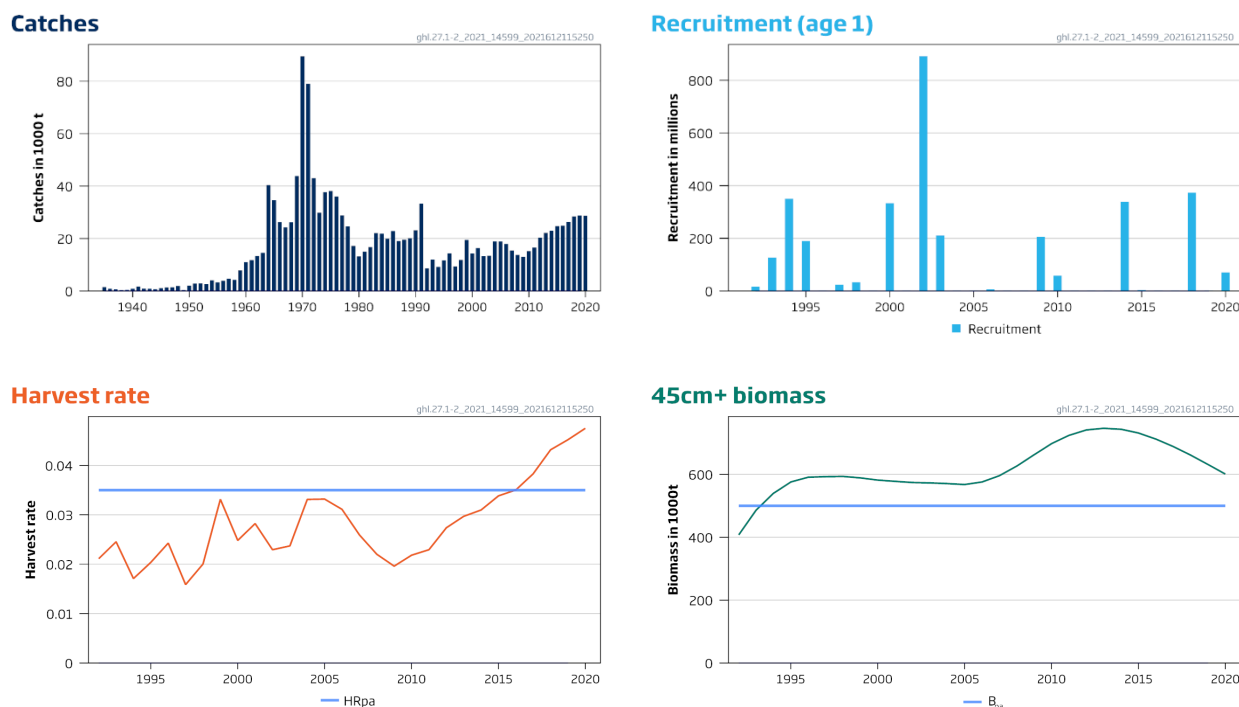 Catches
ghl.27.1-2_2021_14599_2021612115250
Catches in 1000 t
80
60
40
20
0
1940 1950 1960 1970 1980 1990 2000 2010 2020
Recruitment (age 1)
ghl.27.1-2_2021_14599_2021612115250
Recruitment in millions
800
600
400
200
0
1995 2000 2005 2010 2015 2020
Recruitment
Harvest rate
ghl.27.1-2_2021_14599_2021612115250
Harvest rate
0.04
0.03
0.02
0.01
0
1995 2000 2005 2010 2015 2020
HRpa
45cm+ biomass
ghl.27.1-2_2021_14599_2021612115250
Biomass in 1000t
600
400
200
0
1995 2000 2005 2010 2015 2020
Bpa